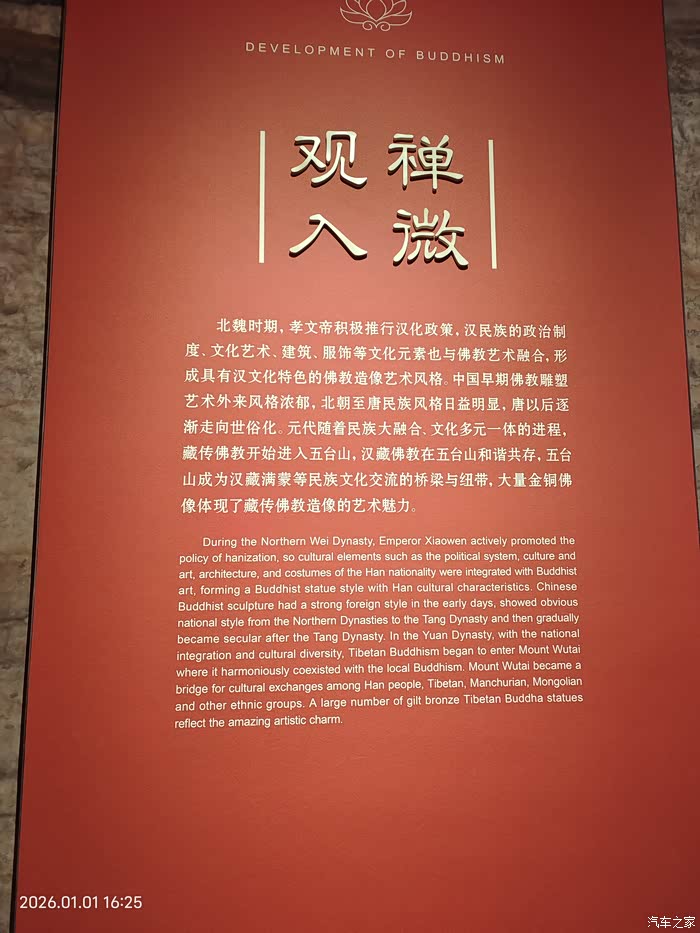 DEVELOPMENT OF BUDDHISM
观禅
入微
北魏时期，孝文帝积极推行汉化政策，汉民族的政治制
度、文化艺术、建筑、服饰等文化元素也与佛教艺术融合，形
成具有汉文化特色的佛教造像艺术风格。中国早期佛教雕塑
艺术外来风格浓郁，北朝至唐民族风格日益明显，唐以后逐
渐走向世俗化。元代随着民族大融合、文化多元一体的进程，
藏传佛教开始进入五台山，汉藏佛教在五台山和谐共存，五台
山成为汉藏满蒙等民族文化交流的桥梁与纽带，大量金铜佛
像体现了藏传佛教造像的艺术魅力。
During the Northern Wei Dynasty, Emperor Xiaowen actively promoted the
policy of hanization, so cultural elements such as the political system, culture and
art, architecture, and costumes of the Han nationality were integrated with Buddhist
art, forming a Buddhist statue style with Han cultural characteristics. Chinese
Buddhist sculpture had a strong foreign style in the early days, showed obvious
national style from the Northern Dynasties to the Tang Dynasty and then gradually
became secular after the Tang Dynasty. In the Yuan Dynasty, with the national
integration and cultural diversity, Tibetan Buddhism began to enter Mount Wutai
where it harmoniously coexisted with the local Buddhism. Mount Wutai became a
bridge for cultural exchanges among Han people, Tibetan, Manchurian, Mongolian
and other ethnic groups. A large number of gilt bronze Tibetan Buddha statues
reflect the amazing artistic charm.
2026.01.01 16:25
汽车之家